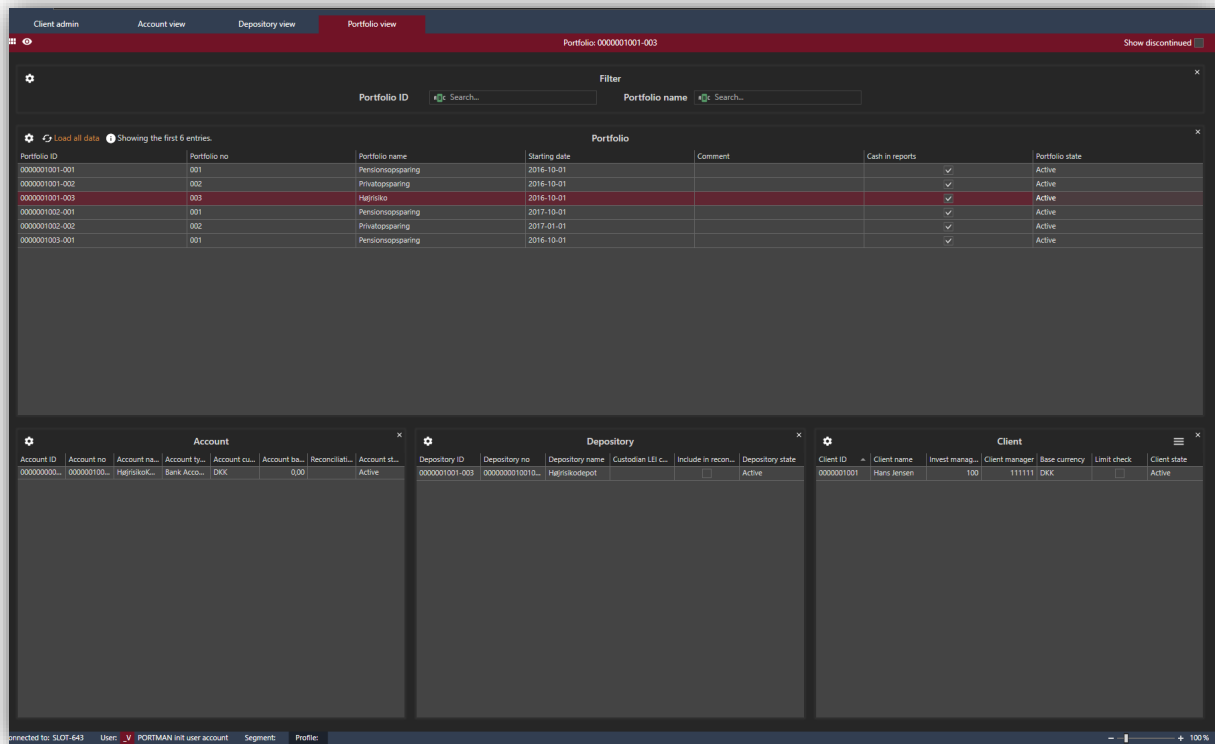 Client admin Account view Depository view Portfolio view
Portfolio: 0000001001-003 Show discontinued
Filter
Portfolio ID Search... Portfolio name Search...
Load all data Showing the first 6 entries. Portfolio
Portfolio ID Portfolio no Portfolio name Starting date Comment Cash in reports Portfolio state
0000001001-001 001 Pensionsopsparing 2016-10-01 Active
0000001001-002 002 Privatopsparing 2016-10-01 Active
0000001001-003 003 Højrisiko 2016-10-01 Active
0000001002-001 001 Pensionsopsparing 2017-10-01 Active
0000001002-002 002 Privatopsparing 2017-01-01 Active
0000001003-001 001 Pensionsopsparing 2016-10-01 Active
Account
Account ID Account no Account na... Account ty... Account cu... Account ba... Reconciliati... Account st...
000000000... 000000100... HøjrisikoK... Bank Acco... DKK 0,00 Active
Depository
Depository ID Depository no Depository name Custodian LEI c... Include in recon... Depository state
0000001001-003 0000000010010... Højrisikodepot Active
Client
Client ID Client name Invest manag... Client manager Base currency Limit check Client state
0000001001 Hans Jensen 100 111111 DKK Active
onnected to: SLOT-643 User: _V PORTMAN init user account Segment: Profile: 100 %